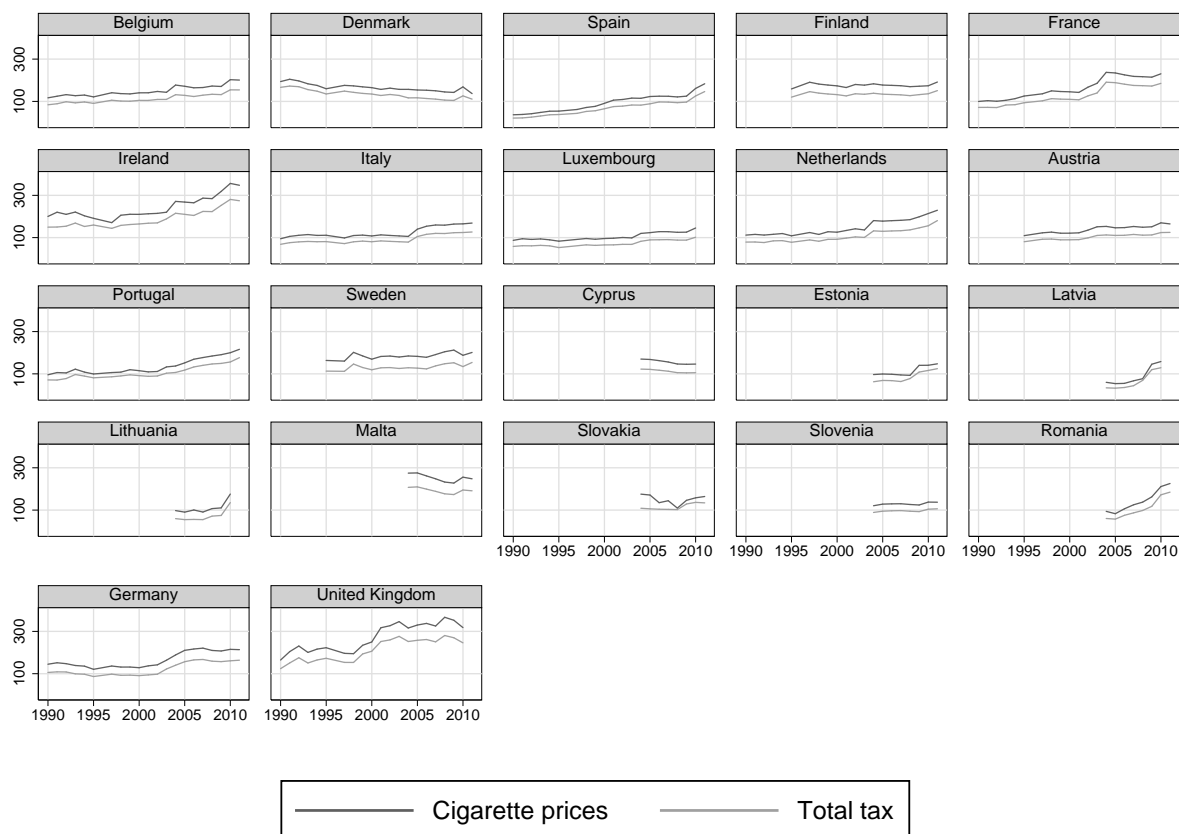 Belgium Denmark Spain Finland France
300
100
Ireland Italy Luxembourg Netherlands Austria
300
100
Portugal Sweden Cyprus Estonia Latvia
300
100
Lithuania Malta Slovakia Slovenia Romania
300
100
1990 1995 2000 2005 2010 1990 1995 2000 2005 2010 1990 1995 2000 2005 2010
Germany United Kingdom
300
100
1990 1995 2000 2005 2010 1990 1995 2000 2005 2010
Cigarette prices Total tax